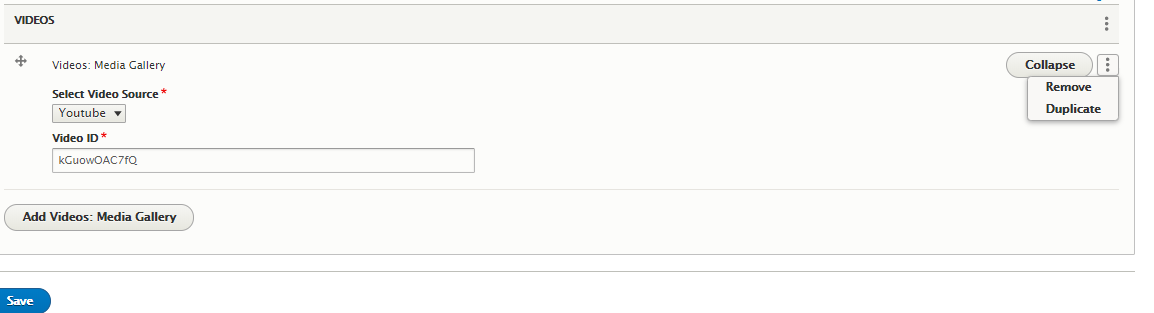 VIDEOS
Videos: Media Gallery
Collapse
Remove
Duplicate
Select Video Source*
Youtube
Video ID*
kGuowOAC7fQ
Add Videos: Media Gallery
Save